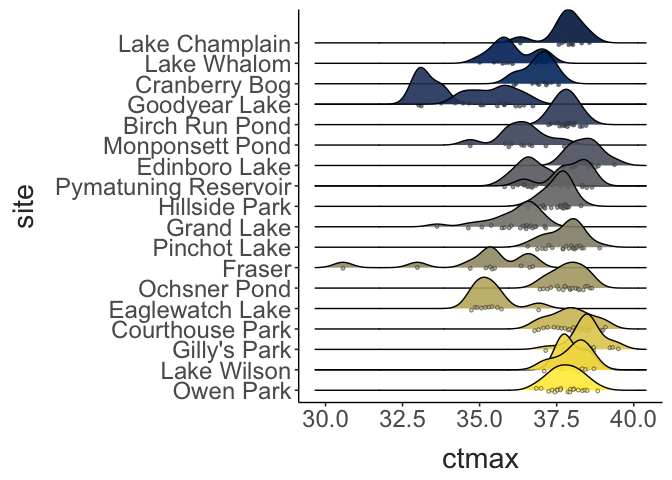 Lake Champlain
Lake Whalom
Cranberry Bog
Goodyear Lake
Birch Run Pond
Monponsett Pond
Edinboro Lake
Pymatuning Reservoir
Hillside Park
Grand Lake
Pinchot Lake
Fraser
Ochsner Pond
Eaglewatch Lake
Courthouse Park
Gilly's Park
Lake Wilson
Owen Park
site
30.0 32.5 35.0 37.5 40.0
ctmax